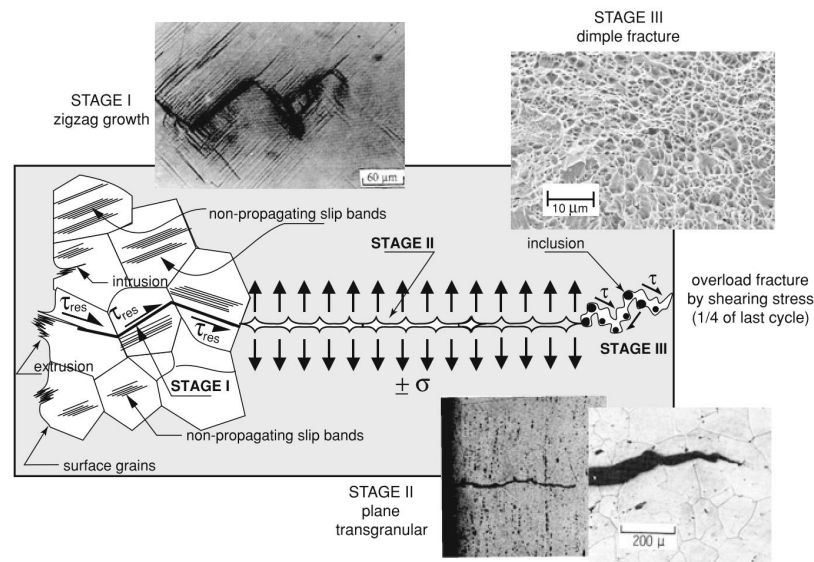 STAGE III
dimple fracture
STAGE I
zigzag growth
60 μm
10 μm
non-propagating slip bands
STAGE II
inclusion
intrusion
τres
τres
τres
τ
τ
overload fracture
by shearing stress
(1/4 of last cycle)
STAGE III
extrusion
STAGE I
± σ
non-propagating slip bands
surface grains
STAGE II
plane
transgranular
200 μ